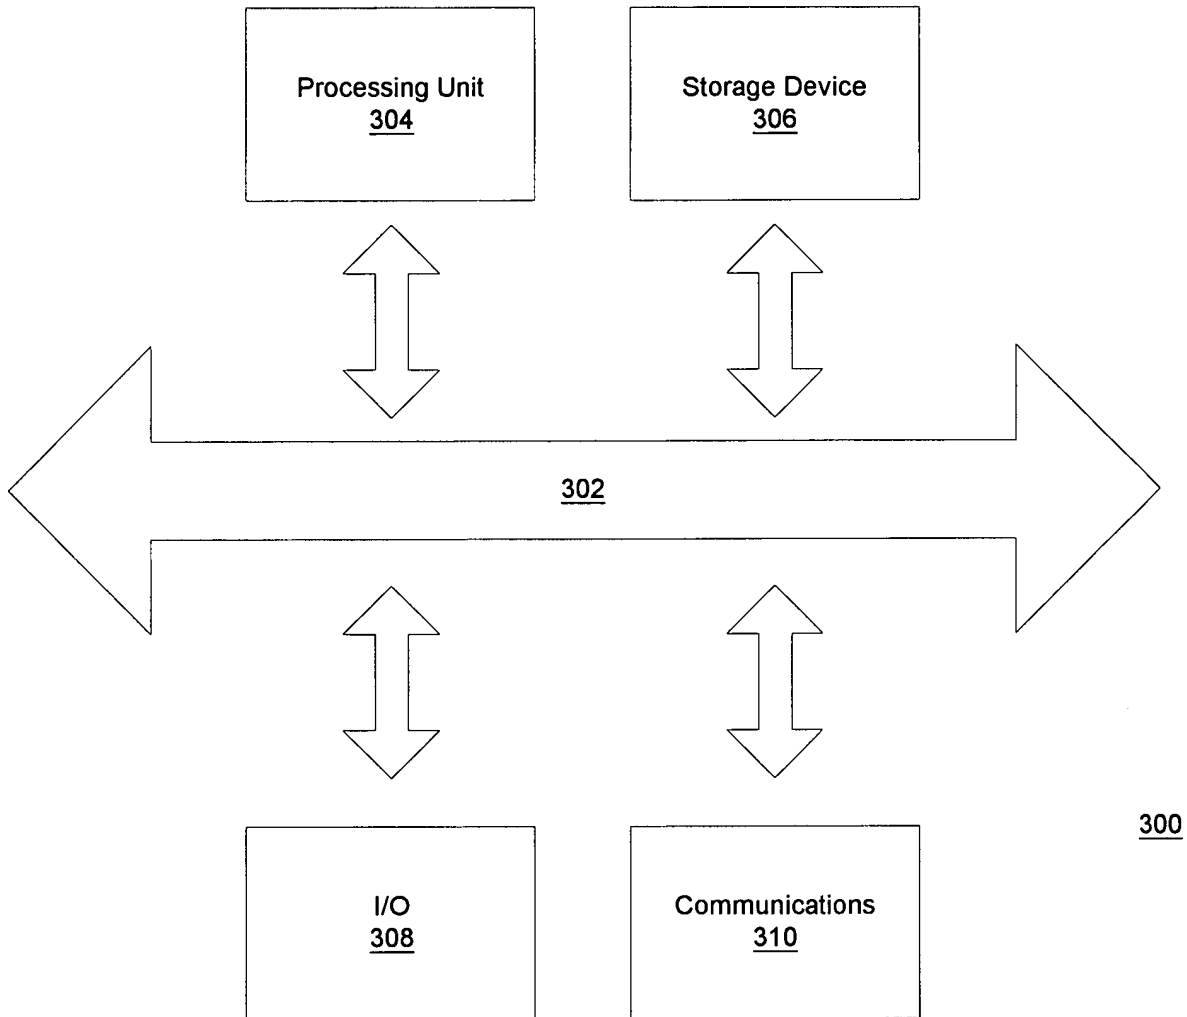 Processing Unit
304
Storage Device
306
302
300
I/O
308
Communications
310